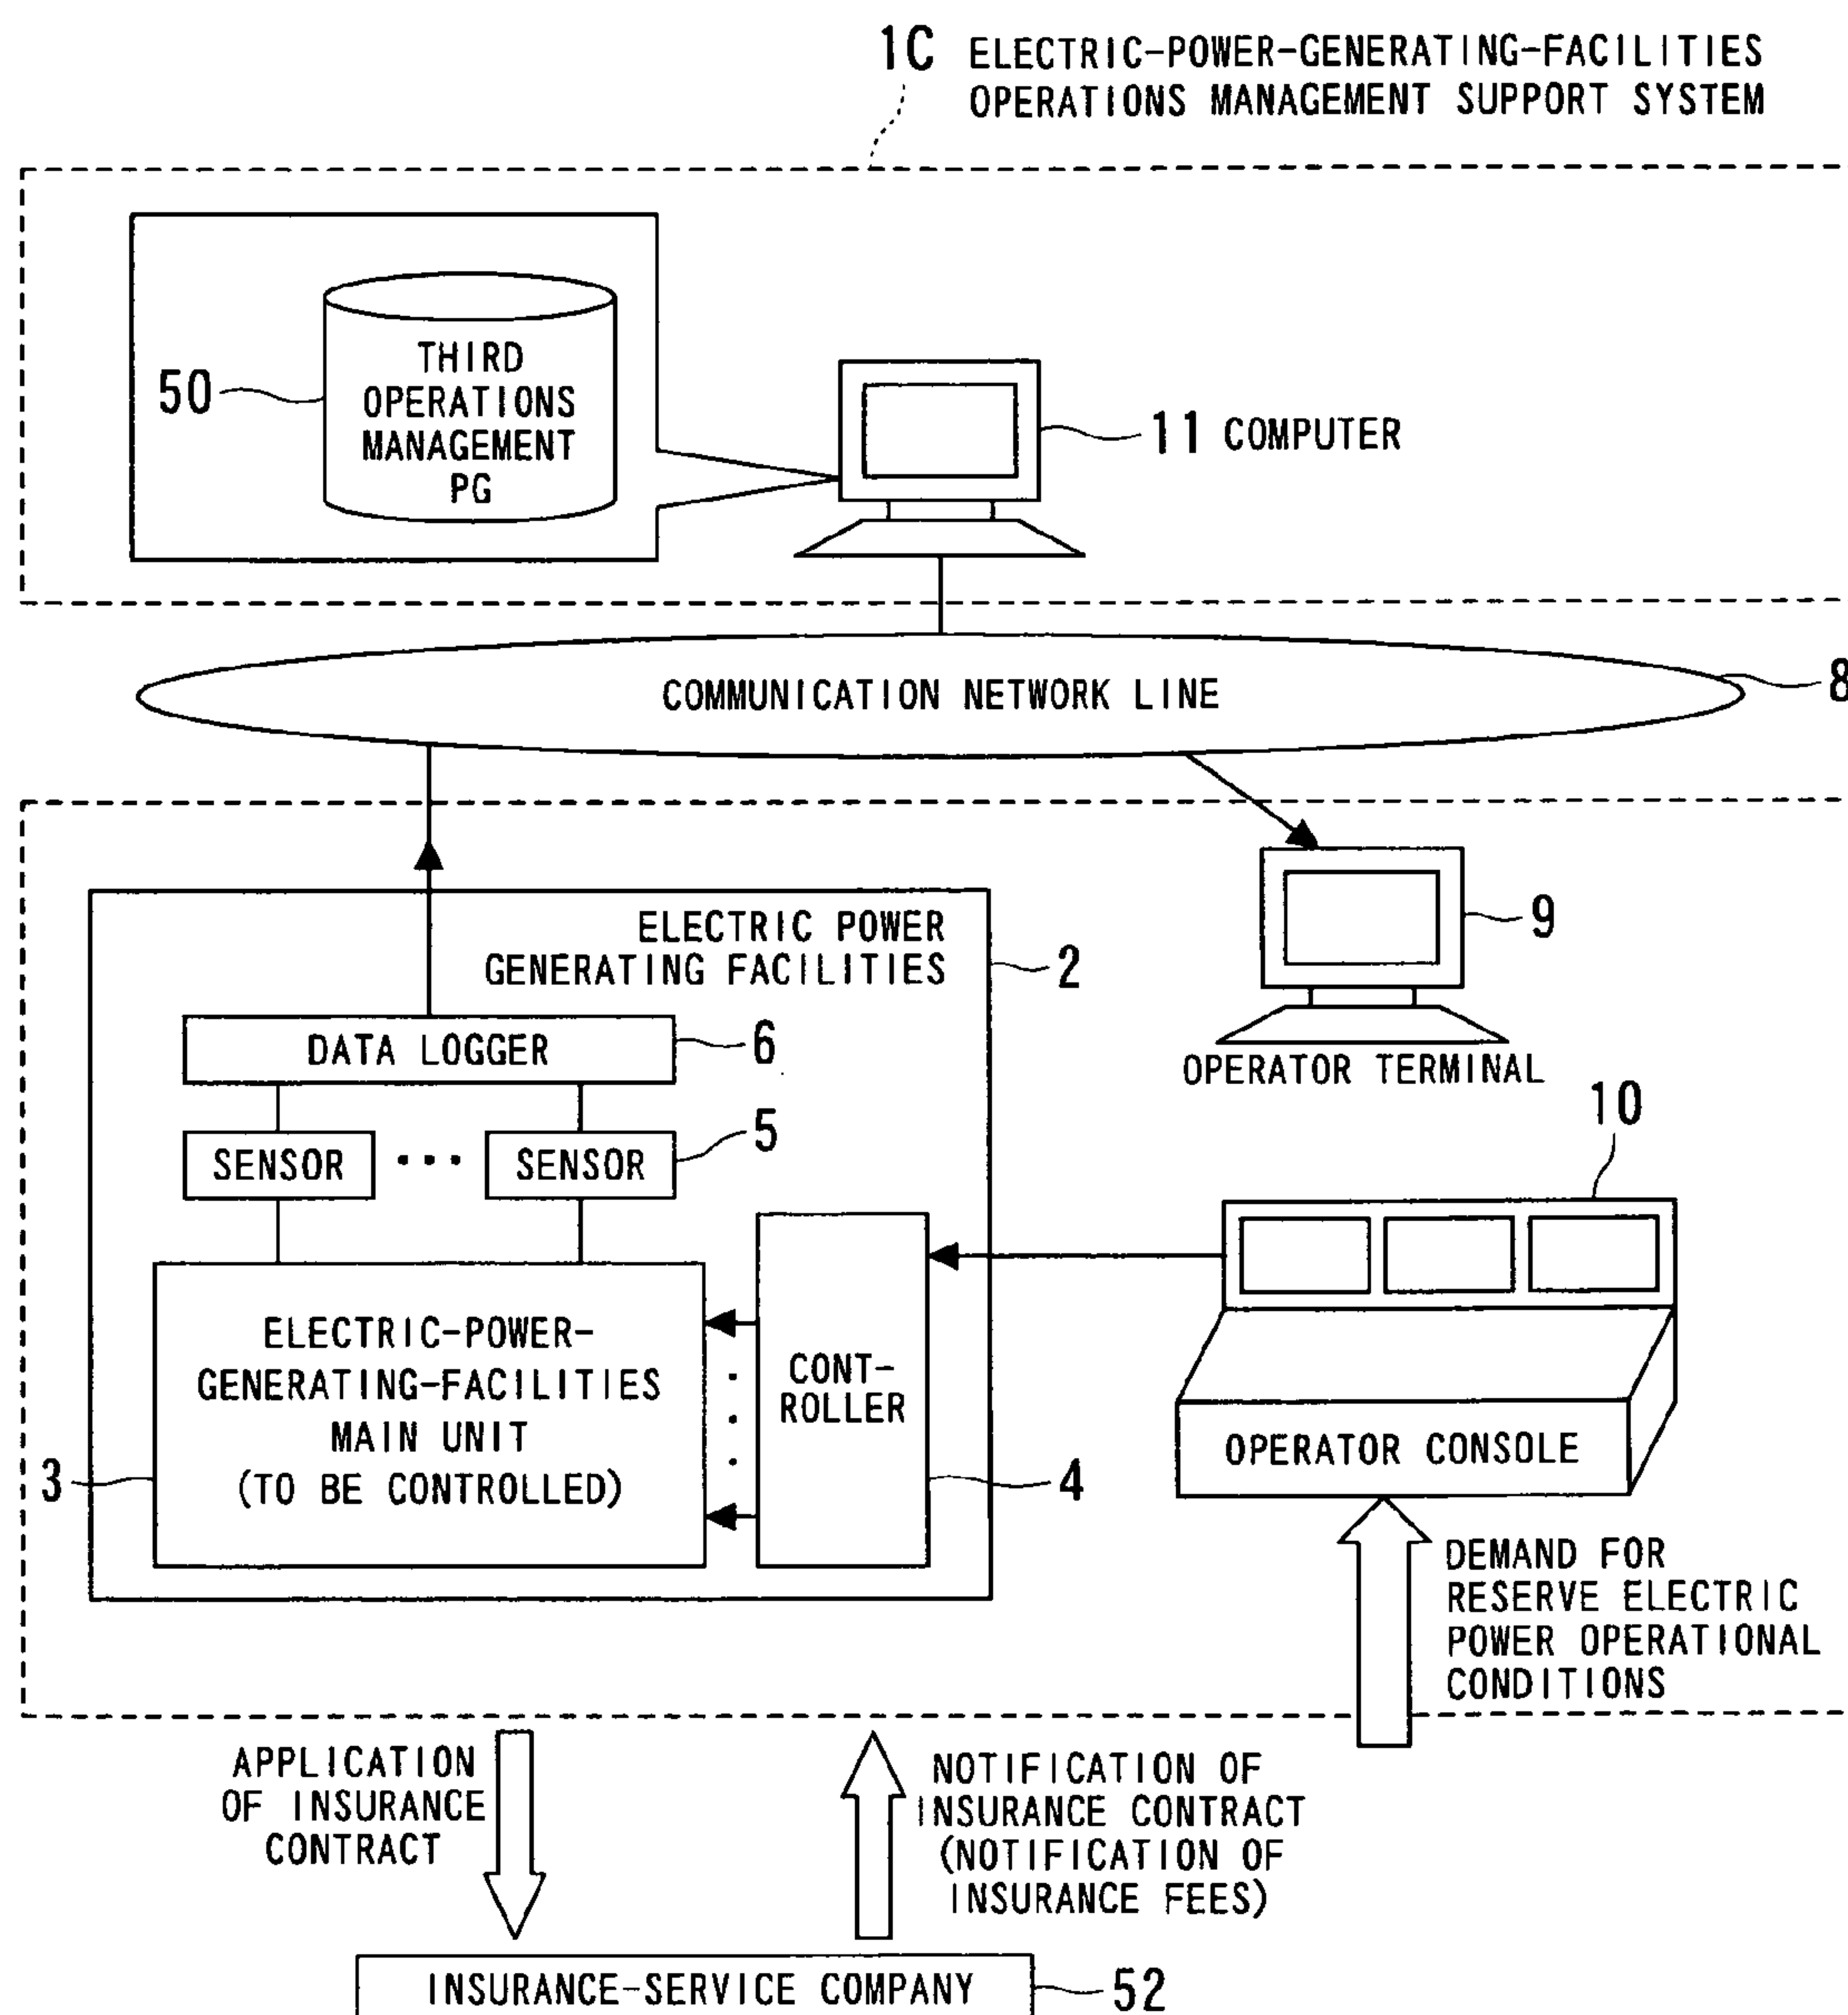 1C ELECTRIC-POWER-GENERATING-FACILITIES
OPERATIONS MANAGEMENT SUPPORT SYSTEM
50
THIRD
OPERATIONS
MANAGEMENT
PG
11 COMPUTER
COMMUNICATION NETWORK LINE
8
ELECTRIC POWER
GENERATING FACILITIES
2
9
OPERATOR TERMINAL
DATA LOGGER
6
SENSOR
...
SENSOR
5
10
ELECTRIC-POWER-
GENERATING-FACILITIES
MAIN UNIT
(TO BE CONTROLLED)
3
CONT-
ROLLER
4
OPERATOR CONSOLE
DEMAND FOR
RESERVE ELECTRIC
POWER OPERATIONAL
CONDITIONS
APPLICATION
OF INSURANCE
CONTRACT
NOTIFICATION OF
INSURANCE CONTRACT
(NOTIFICATION OF
INSURANCE FEES)
INSURANCE-SERVICE COMPANY
52